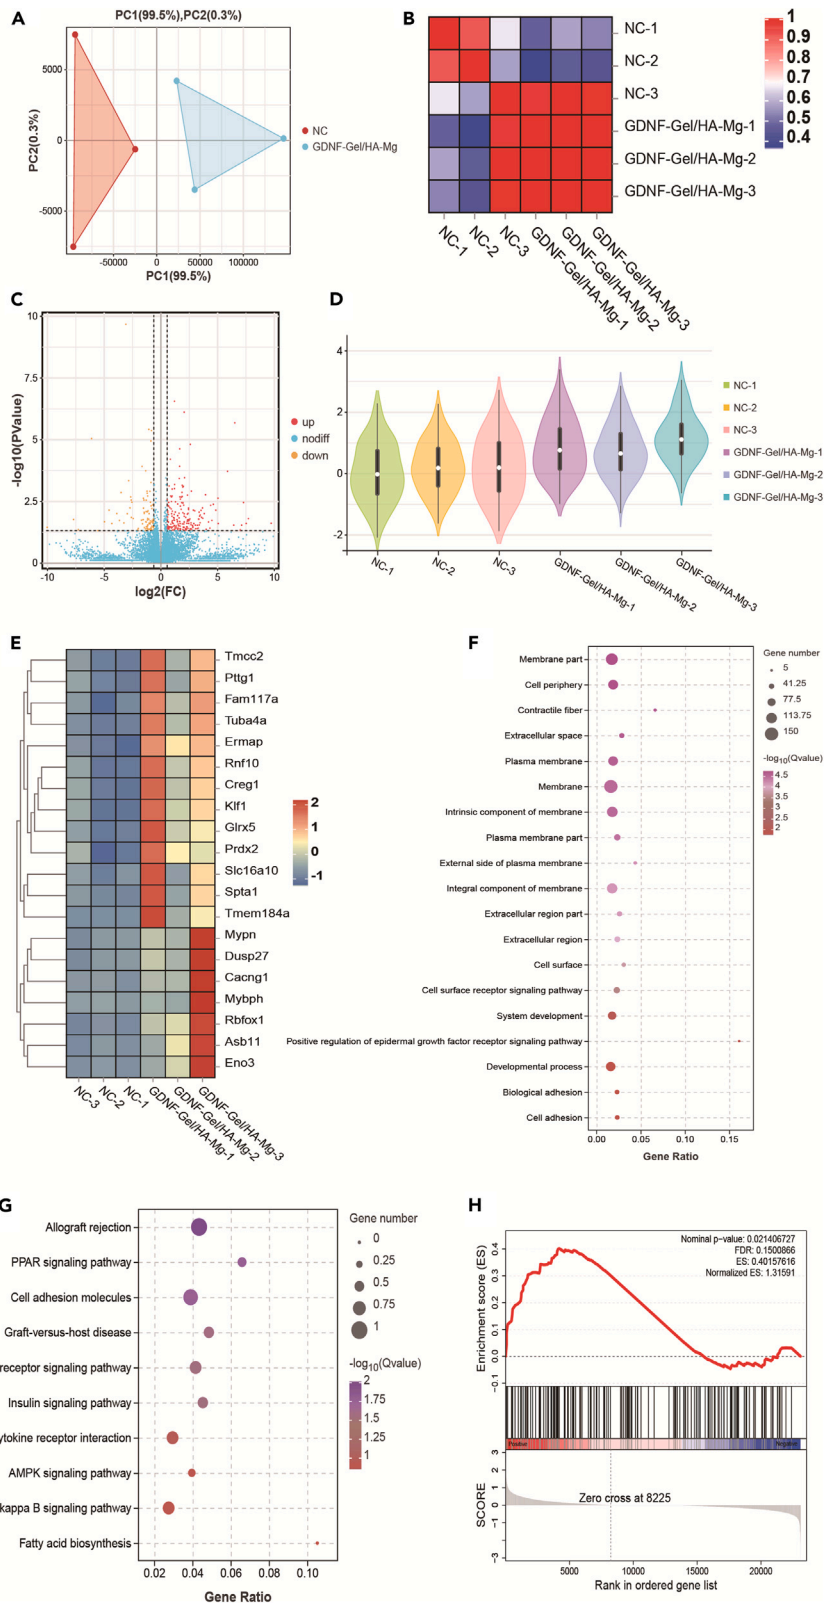 A
PC1(99.5%),PC2(0.3%)
PC2(0.3%)
5000
0
-5000
-50000
0
50000
100000
PC1(99.5%)
NC
GDNF-Gel/HA-Mg
B
NC-1
NC-2
NC-3
GDNF-Gel/HA-Mg-1
GDNF-Gel/HA-Mg-2
GDNF-Gel/HA-Mg-3
NC-1
NC-2
NC-3
GDNF-Gel/HA-Mg-1
GDNF-Gel/HA-Mg-2
GDNF-Gel/HA-Mg-3
1
0.9
0.8
0.7
0.6
0.5
0.4
C
-log10(PValue)
10
7.5
5
2.5
0
-10
-5
0
5
10
log2(FC)
up
nodiff
down
D
4
2
0
-2
NC-1
NC-2
NC-3
GDNF-Gel/HA-Mg-1
GDNF-Gel/HA-Mg-2
GDNF-Gel/HA-Mg-3
NC-1
NC-2
NC-3
GDNF-Gel/HA-Mg-1
GDNF-Gel/HA-Mg-2
GDNF-Gel/HA-Mg-3
E
Tmcc2
Pttg1
Fam117a
Tuba4a
Ermap
Rnf10
Creg1
Klf1
Glrx5
Prdx2
Slc16a10
Spta1
Tmem184a
Mypn
Dusp27
Cacng1
Mybph
Rbfox1
Asb11
Eno3
NC-3
NC-2
NC-1
GDNF-Gel/HA-Mg-1
GDNF-Gel/HA-Mg-2
GDNF-Gel/HA-Mg-3
2
1
0
-1
F
Membrane part
Cell periphery
Contractile fiber
Extracellular space
Plasma membrane
Membrane
Intrinsic component of membrane
Plasma membrane part
External side of plasma membrane
Integral component of membrane
Extracellular region part
Extracellular region
Cell surface
Cell surface receptor signaling pathway
System development
Positive regulation of epidermal growth factor receptor signaling pathway
Developmental process
Biological adhesion
Cell adhesion
0.00
0.05
0.10
0.15
Gene Ratio
Gene number
5
41.25
77.5
113.75
150
-log10(Qvalue)
4.5
4
3.5
3
2.5
2
G
Allograft rejection
PPAR signaling pathway
Cell adhesion molecules
Graft-versus-host disease
receptor signaling pathway
Insulin signaling pathway
ytokine receptor interaction
AMPK signaling pathway
kappa B signaling pathway
Fatty acid biosynthesis
0.02
0.04
0.06
0.08
0.10
Gene Ratio
Gene number
0
0.25
0.5
0.75
1
-log10(Qvalue)
2
1.75
1.5
1.25
1
H
Nominal p-value: 0.021406727
FDR: 0.1500866
ES: 0.40157616
Normalized ES: 1.31591
Enrichment score (ES)
0.4
0.3
0.2
0.1
0.0
-0.1
Positive
Negative
SCORE
3
2
1
0
-1
-3
Zero cross at 8225
5000
10000
15000
20000
Rank in ordered gene list